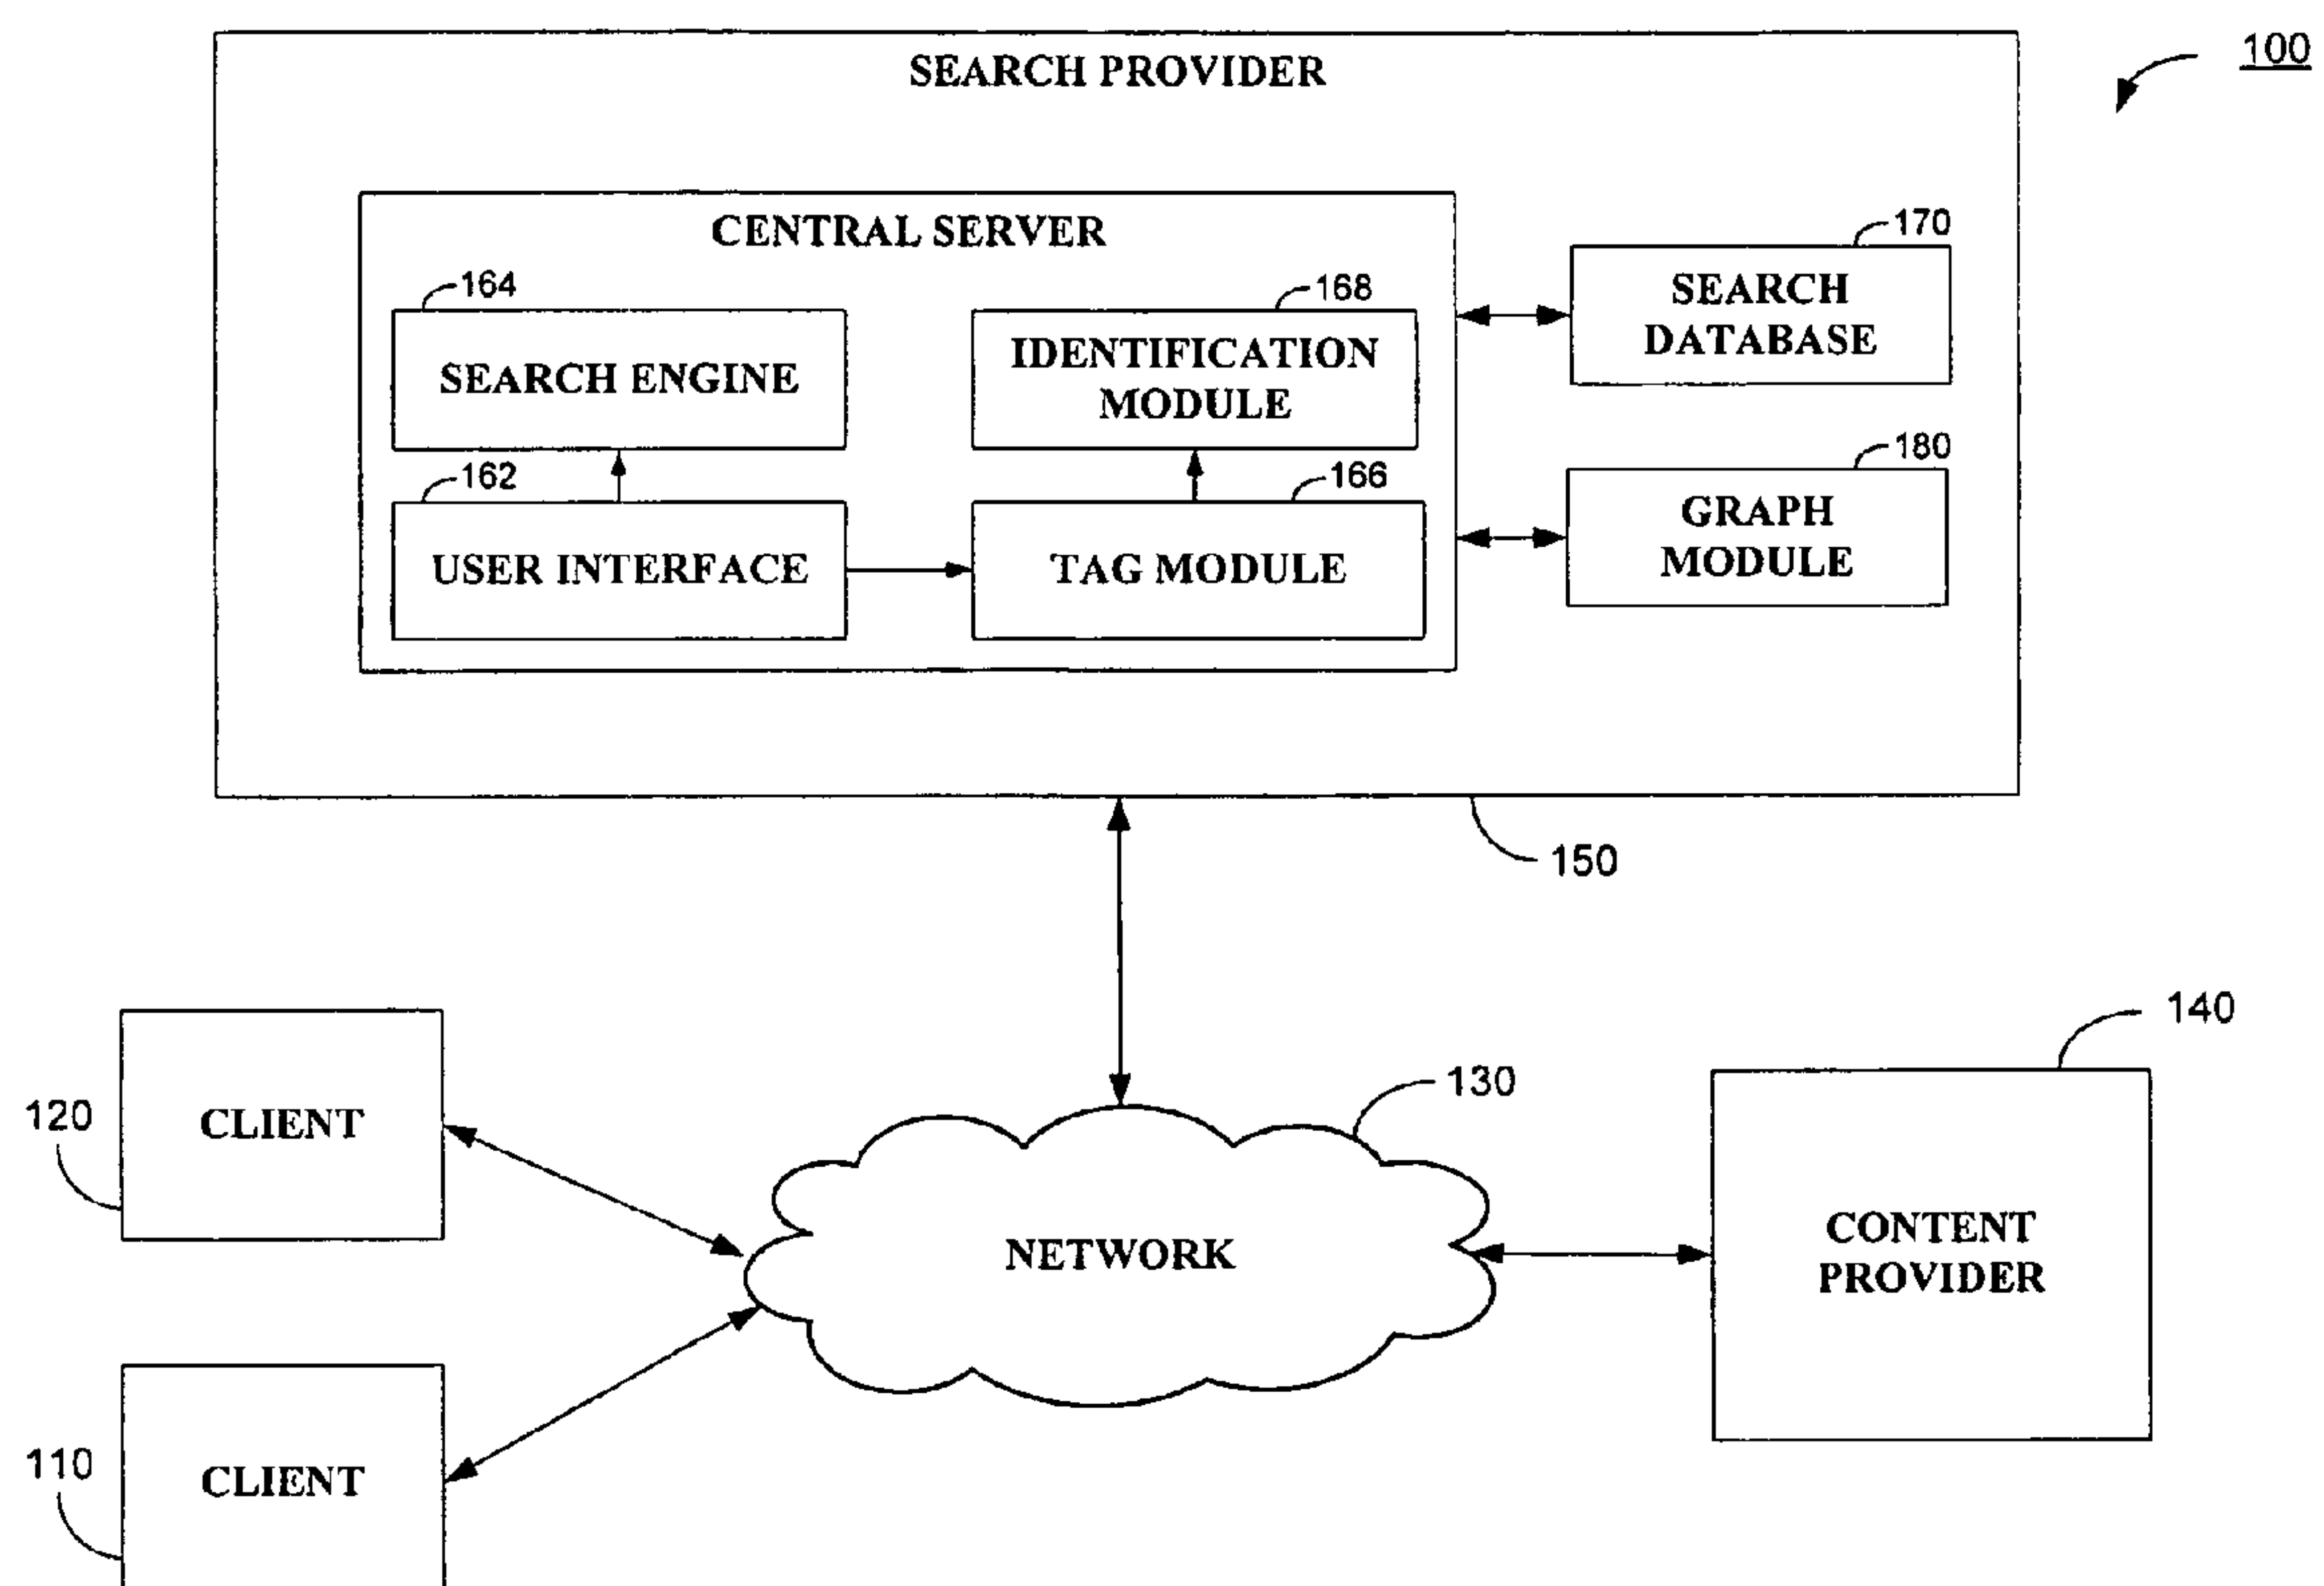 100
SEARCH PROVIDER
CENTRAL SERVER
164
SEARCH ENGINE
168
IDENTIFICATION
MODULE
162
USER INTERFACE
166
TAG MODULE
170
SEARCH
DATABASE
180
GRAPH
MODULE
150
120
CLIENT
110
CLIENT
130
NETWORK
140
CONTENT
PROVIDER